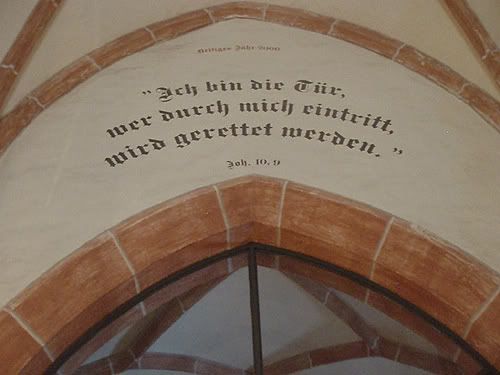 Heiliges Jahr 2000
"Ich bin die Tür,
wer durch mich eintritt,
wird gerettet werden."
Joh. 10,9